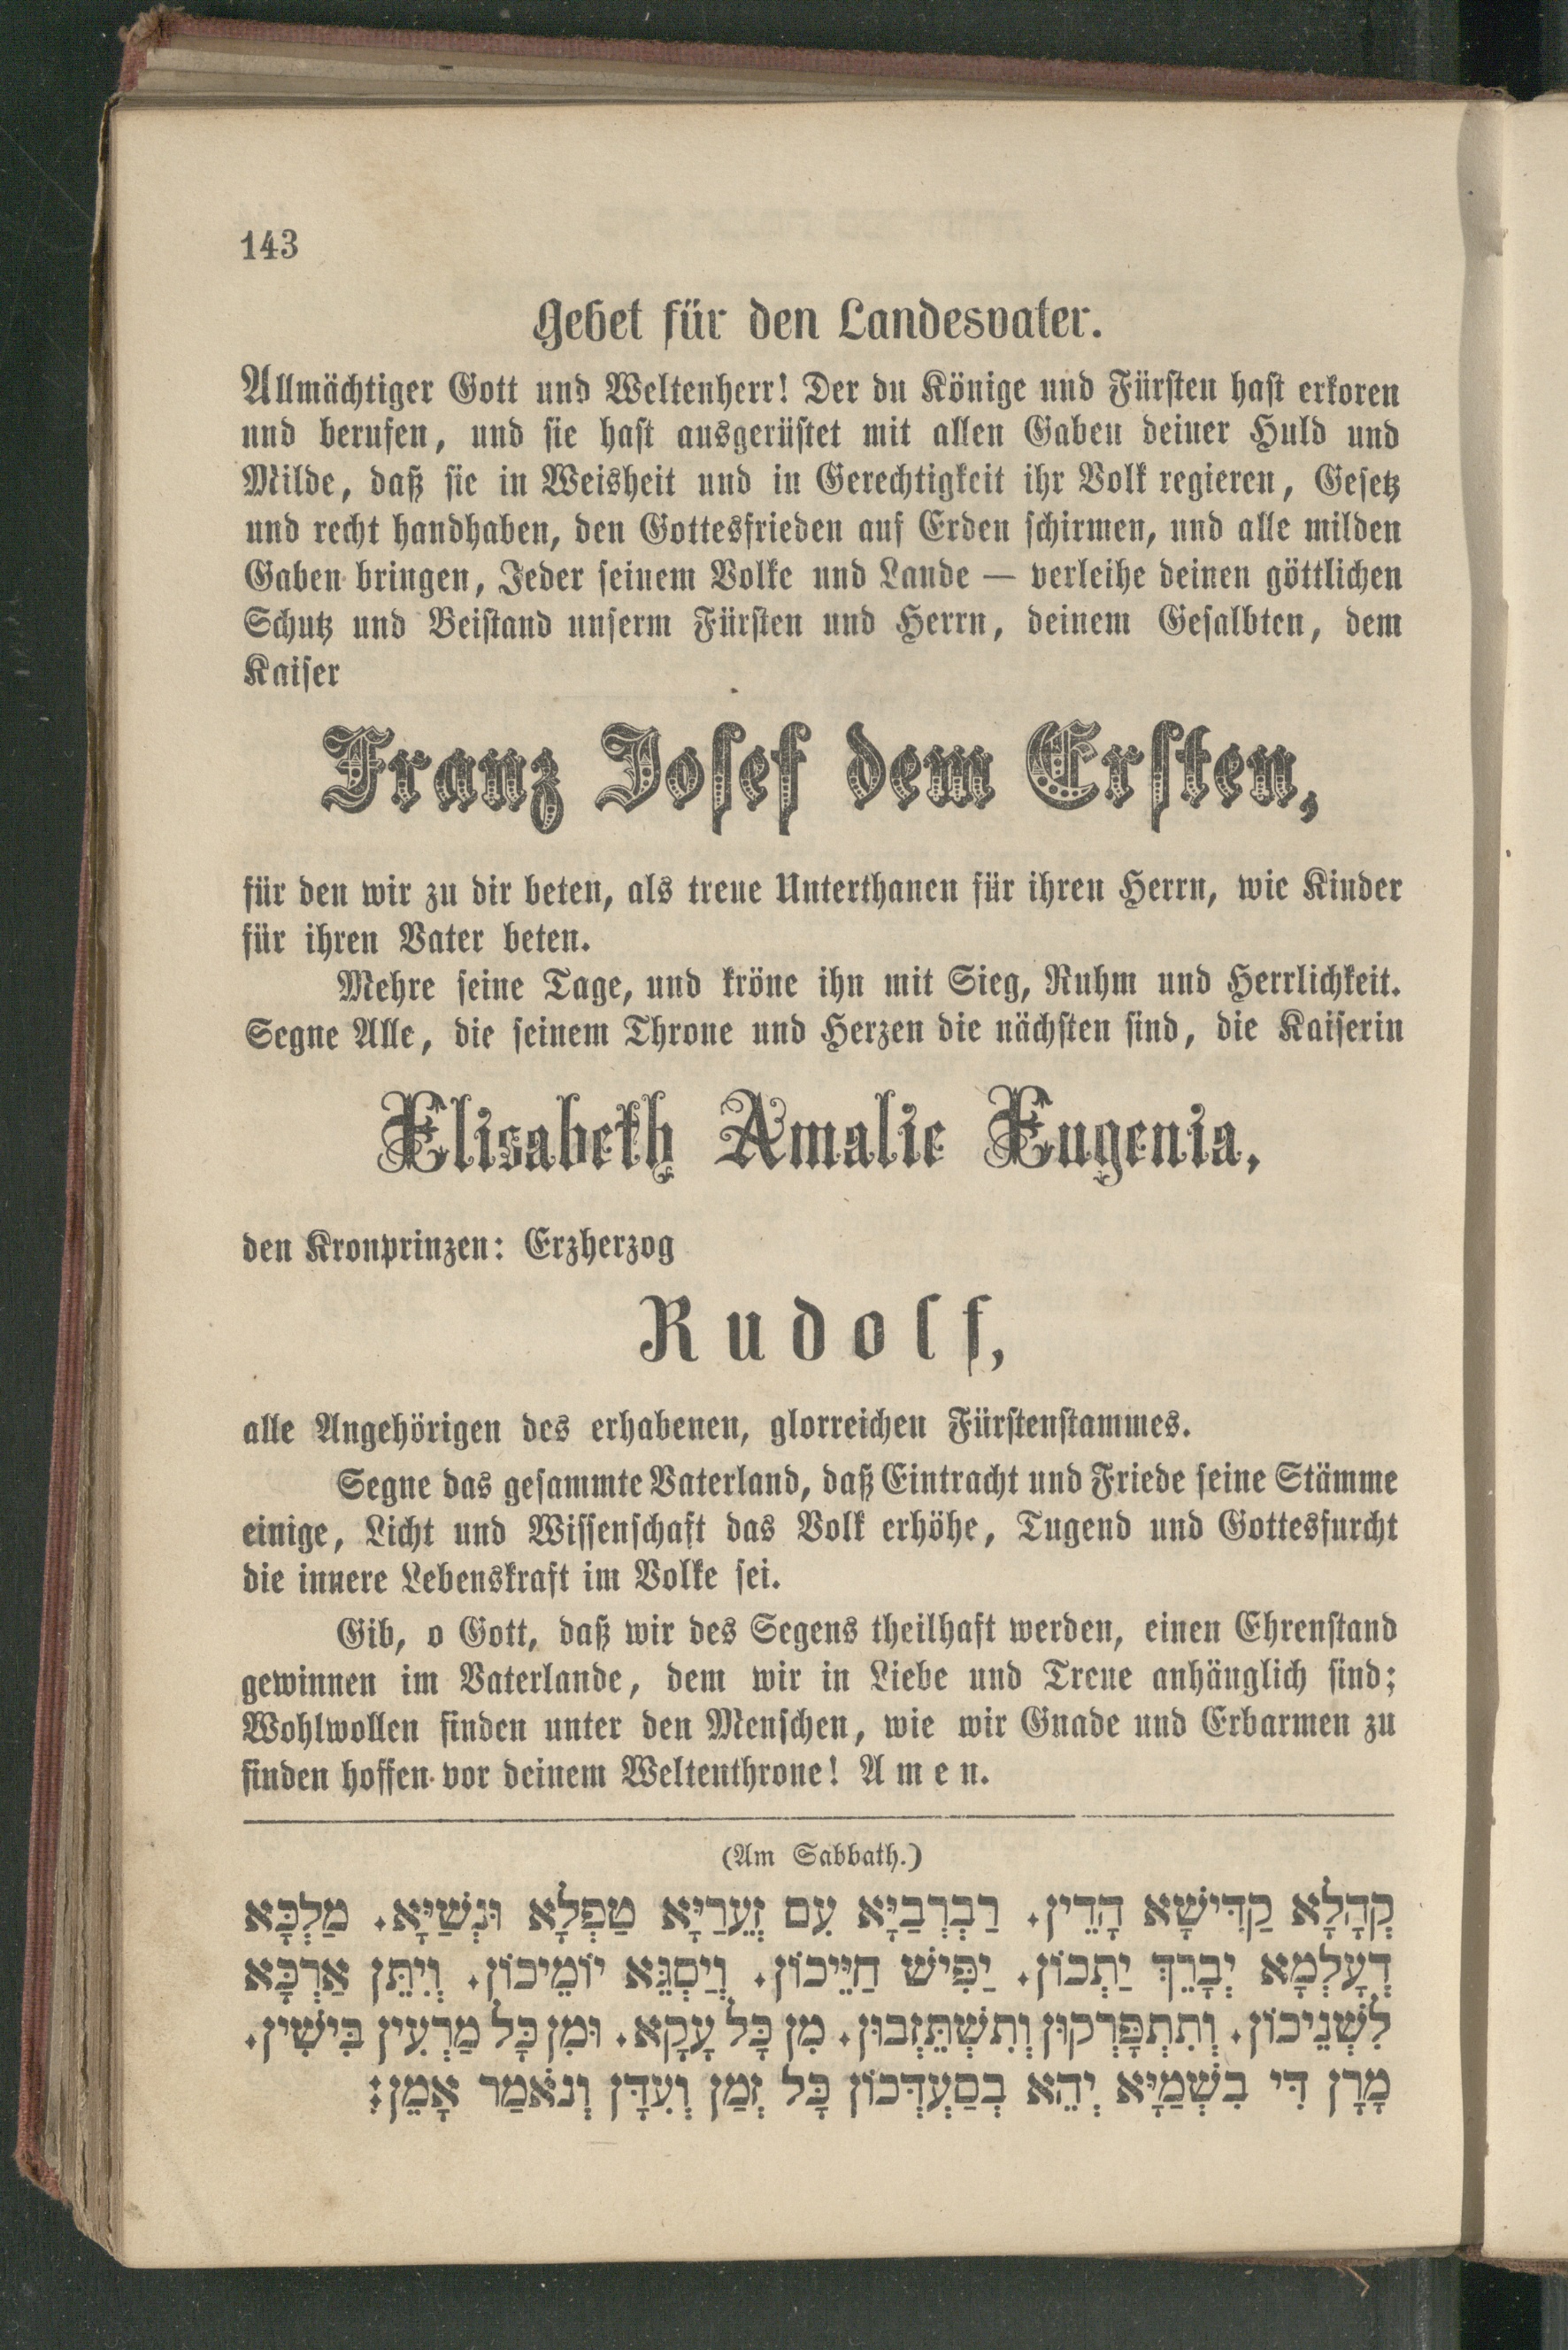 143
Gebet für den Landesvater.
Allmächtiger Gott und Weltenherr! Der du Könige und Fürsten hast erkoren
und berufen, und sie hast ausgerüstet mit allen Gaben deiner Huld und
Milde, daß sie in Weisheit und in Gerechtigkeit ihr Volk regieren, Gesetz
und recht handhaben, den Gottesfrieden auf Erden schirmen, und alle milden
Gaben bringen, Jeder seinem Volke und Lande — verleihe deinen göttlichen
Schutz und Beistand unserm Fürsten und Herrn, deinem Gesalbten, dem
Kaiser
Franz Josef dem Ersten,
für den wir zu dir beten, als treue Unterthanen für ihren Herrn, wie Kinder
für ihren Vater beten.
Mehre seine Tage, und kröne ihn mit Sieg, Ruhm und Herrlichkeit.
Segne Alle, die seinem Throne und Herzen die nächsten sind, die Kaiserin
Elisabeth Amalie Eugenia,
den Kronprinzen: Erzherzog
Rudolf,
alle Angehörigen des erhabenen, glorreichen Fürstenstammes.
Segne das gesammte Vaterland, daß Eintracht und Friede seine Stämme
einige, Licht und Wissenschaft das Volk erhöhe, Tugend und Gottesfurcht
die innere Lebenskraft im Volke sei.
Gib, o Gott, daß wir des Segens theilhaft werden, einen Ehrenstand
gewinnen im Vaterlande, dem wir in Liebe und Treue anhänglich sind;
Wohlwollen finden unter den Menschen, wie wir Gnade und Erbarmen zu
finden hoffen vor deinem Weltenthrone! Amen.
(Am Sabbath.)
קְהָלָא קַדִּישָׁא הָדֵין. רַבְרְבַיָּא עִם זְעֵרַיָּא טַפְלָא וּנְשַׁיָּא. מַלְכָּא
דְעָלְמָא יְבָרֵךְ יַתְכוֹן. יַפִּישׁ חַיֵּיכוֹן. וְיַסְגֵּא יוֹמֵיכוֹן. וְיִתֵּן אַרְכָּא
לִשְׁנֵיכוֹן. וְתִתְפָּרְקוּן וְתִשְׁתֵּזְבוּן. מִן כָּל עָקָא. וּמִן כָּל מַרְעִין בִּישִׁין.
מָרָן דִּי בִשְׁמַיָּא יְהֵא בְסַעְדְּכוֹן כָּל זְמַן וְעִדָּן וְנֹאמַר אָמֵן: